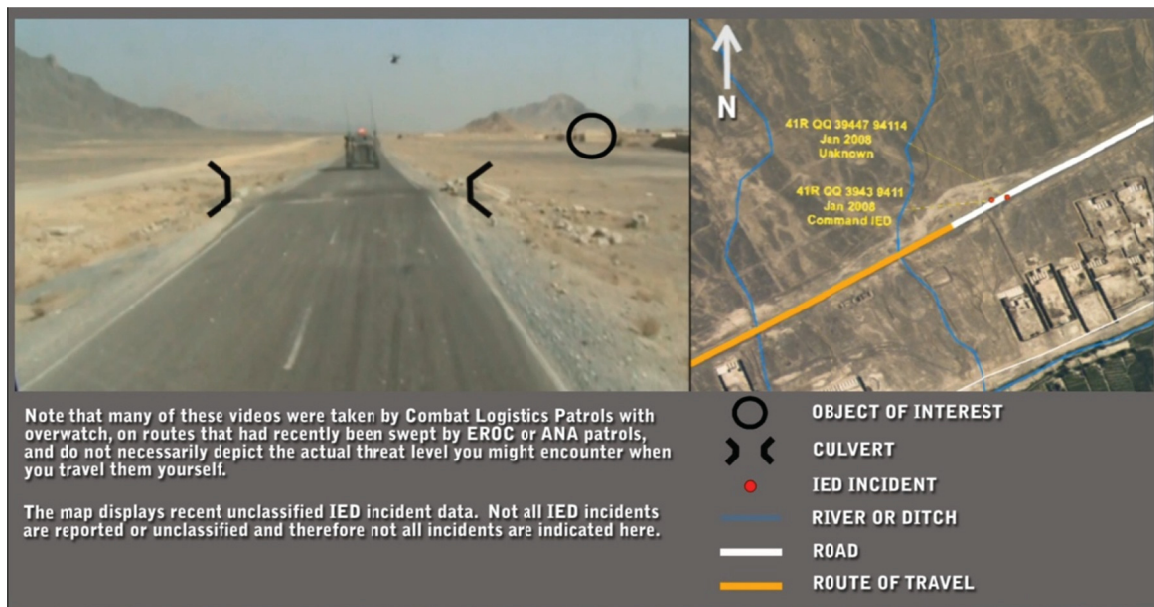 N
41R QQ 39447 94114
Jan 2008
Unknown
41R QQ 3943 9411
Jan 2008
Command IED
Note that many of these videos were taken by Combat Logistics Patrols with
overwatch, on routes that had recently been swept by EROC or ANA patrols,
and do not necessarily depict the actual threat level you might encounter when
you travel them yourself.
The map displays recent unclassified IED incident data. Not all IED incidents
are reported or unclassified and therefore not all incidents are indicated here.
OBJECT OF INTEREST
CULVERT
IED INCIDENT
RIVER OR DITCH
ROAD
ROUTE OF TRAVEL